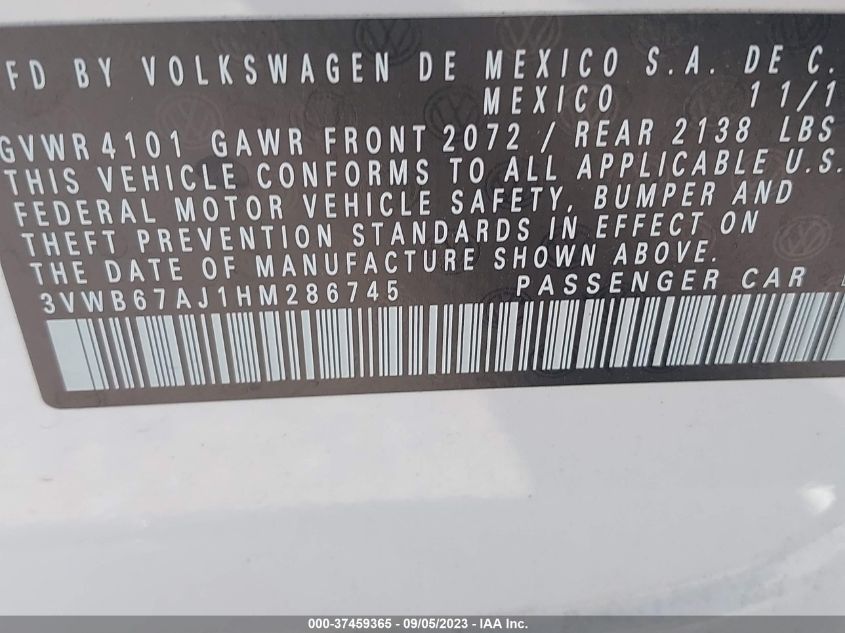 FD BY VOLKSWAGEN DE MEXICO S.A. DE C.
MEXICO 11/1
GVWR 4101 GAWR FRONT 2072 / REAR 2138 LBS
THIS VEHICLE CONFORMS TO ALL APPLICABLE U.S.
FEDERAL MOTOR VEHICLE SAFETY, BUMPER AND
THEFT PREVENTION STANDARDS IN EFFECT ON
THE DATE OF MANUFACTURE SHOWN ABOVE.
3VWB67AJ1HM286745 PASSENGER CAR
000-37459365 - 09/05/2023 - IAA Inc.